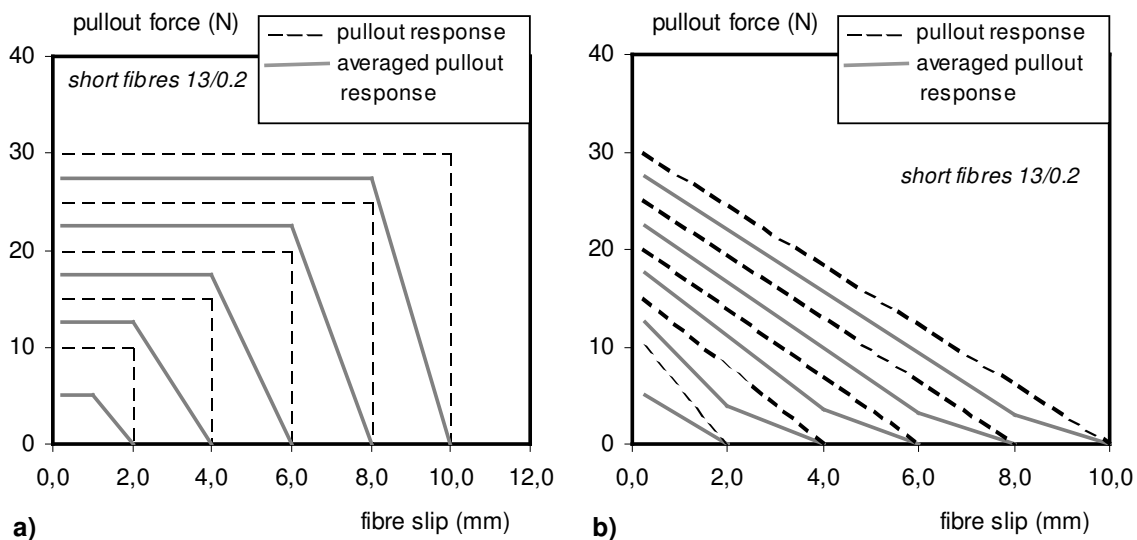 pullout force (N)
pullout response
averaged pullout
response
short fibres 13/0.2
40
30
20
10
0
0,0 2,0 4,0 6,0 8,0 10,0 12,0
fibre slip (mm)
a)
pullout force (N)
pullout response
averaged pullout
response
short fibres 13/0.2
40
30
20
10
0
0,0 2,0 4,0 6,0 8,0 10,0
fibre slip (mm)
b)